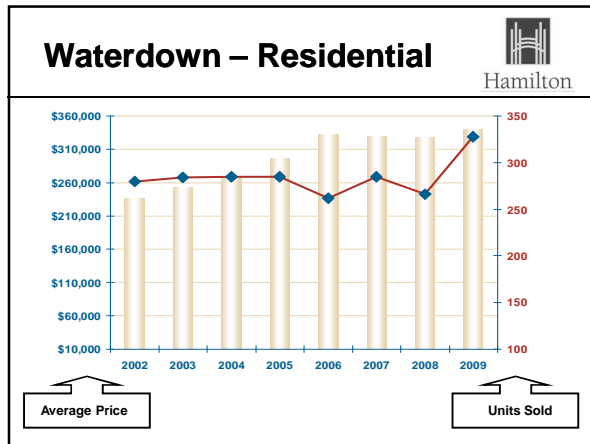 Waterdown – Residential
Hamilton
$360,000
$310,000
$260,000
$210,000
$160,000
$110,000
$60,000
$10,000
350
300
250
200
150
100
2002 2003 2004 2005 2006 2007 2008 2009
Average Price
Units Sold